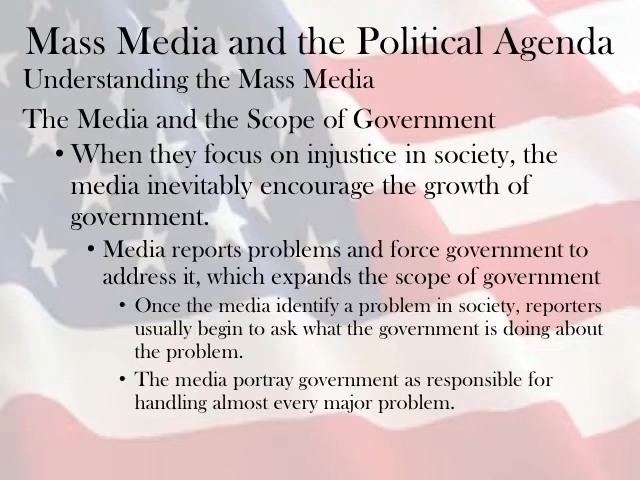 Mass Media and the Political Agenda
Understanding the Mass Media
The Media and the Scope of Government
• When they focus on injustice in society, the
media inevitably encourage the growth of
government.
• Media reports problems and force government to
address it, which expands the scope of government
• Once the media identify a problem in society, reporters
usually begin to ask what the government is doing about
the problem.
• The media portray government as responsible for
handling almost every major problem.